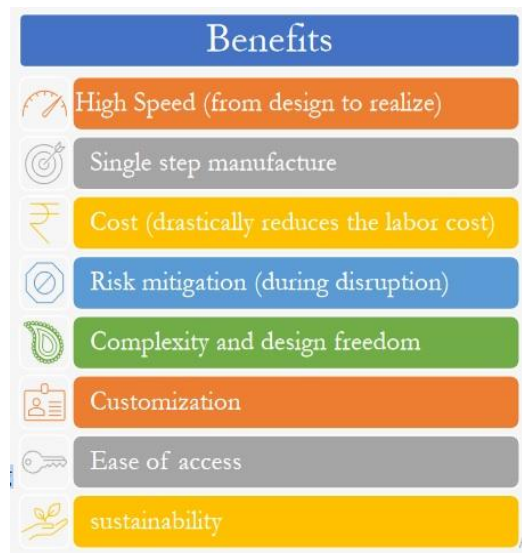 Benefits
High Speed (from design to realize)
Single step manufacture
Cost (drastically reduces the labor cost)
Risk mitigation (during disruption)
Complexity and design freedom
Customization
Ease of access
sustainability